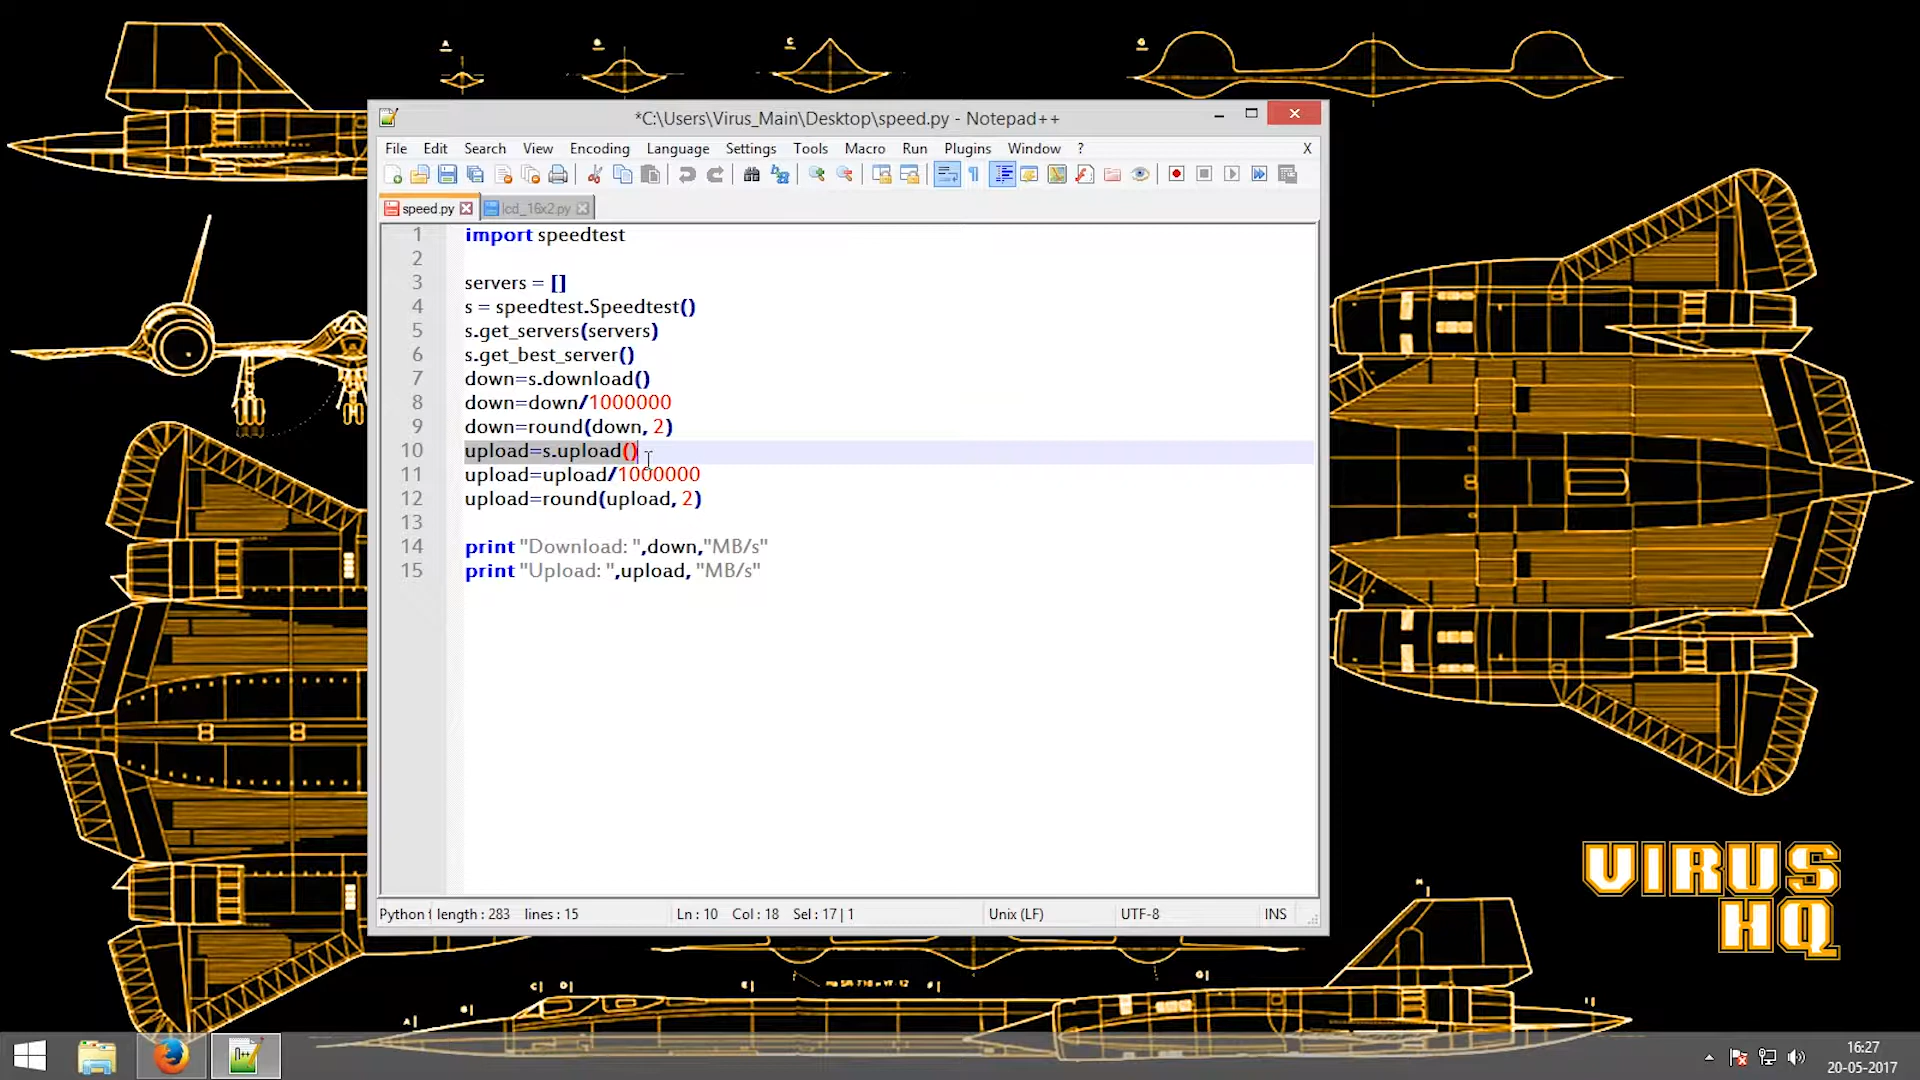 A
B
C
G
*C:\Users\Virus_Main\Desktop\speed.py - Notepad++
File Edit Search View Encoding Language Settings Tools Macro Run Plugins Window ? X
speed.py lcd_16x2.py
1 import speedtest
2
3 servers = []
4 s = speedtest.Speedtest()
5 s.get_servers(servers)
6 s.get_best_server()
7 down=s.download()
8 down=down/1000000
9 down=round(down, 2)
10 upload=s.upload()
11 upload=upload/1000000
12 upload=round(upload, 2)
13
14 print "Download: ",down,"MB/s"
15 print "Upload: ",upload, "MB/s"
VIRUS
HQ
Python f length : 283 lines : 15 Ln : 10 Col : 18 Sel : 17 | 1 Unix (LF) UTF-8 INS
16:27
20-05-2017